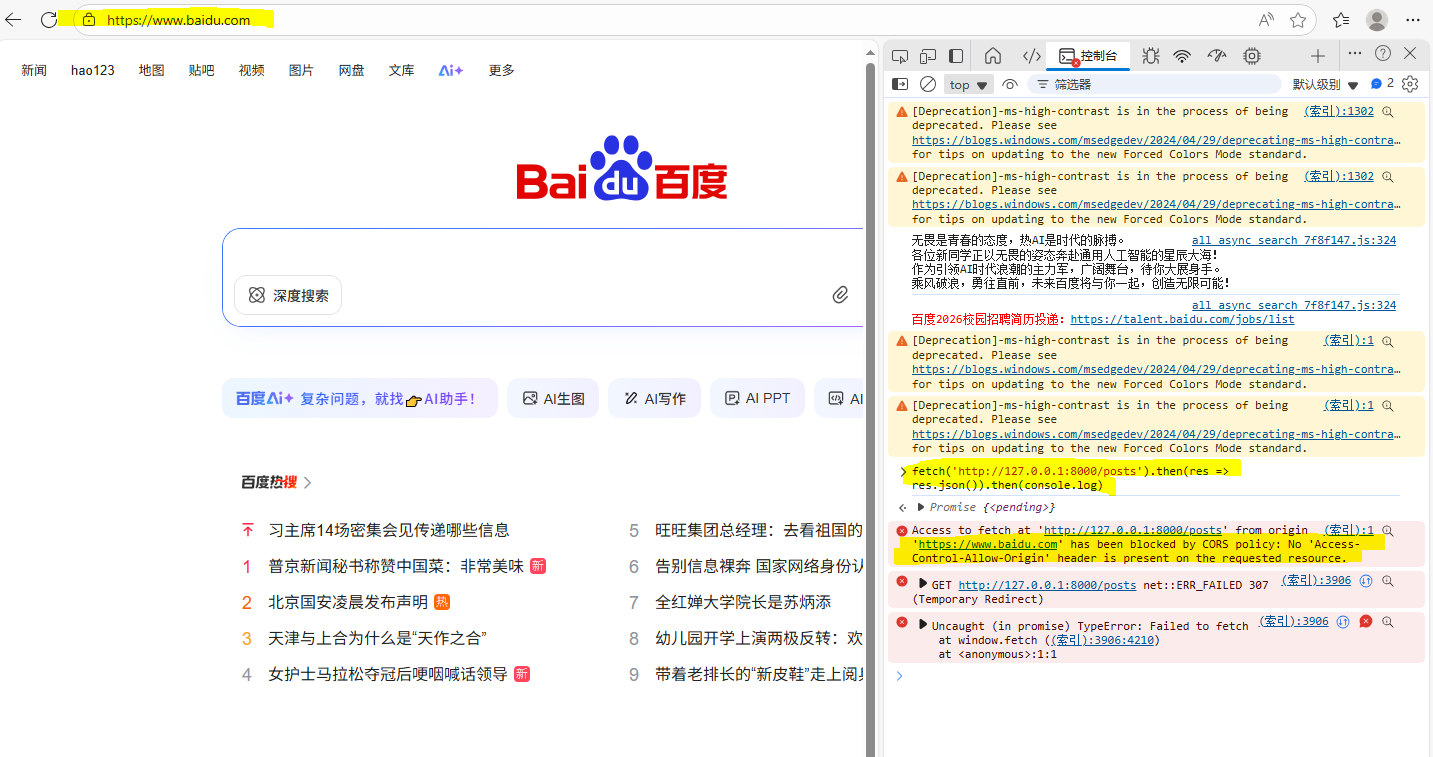 https://www.baidu.com
新闻 hao123 地图 贴吧 视频 图片 网盘 文库 Ai+ 更多
Bai du 百度
深度搜索
百度Ai+ 复杂问题，就找👉AI助手！
AI生图
AI写作
AI PPT
AI
百度热搜
习主席14场密集会见传递哪些信息
1 普京新闻秘书称赞中国菜：非常美味 新
2 北京国安凌晨发布声明 热
3 天津与上合为什么是“天作之合”
4 女护士马拉松夺冠后哽咽喊话领导 新
5 旺旺集团总经理：去看祖国的
6 告别信息裸奔 国家网络身份认
7 全红婵大学院长是苏炳添
8 幼儿园开学上演两极反转：欢
9 带着老排长的“新皮鞋”走上阅
控制台
top
筛选器
默认级别
2
[Deprecation]-ms-high-contrast is in the process of being (索引):1302
deprecated. Please see
https://blogs.windows.com/msedgedev/2024/04/29/deprecating-ms-high-contra…
for tips on updating to the new Forced Colors Mode standard.
[Deprecation]-ms-high-contrast is in the process of being (索引):1302
deprecated. Please see
https://blogs.windows.com/msedgedev/2024/04/29/deprecating-ms-high-contra…
for tips on updating to the new Forced Colors Mode standard.
无畏是青春的态度，热AI是时代的脉搏。 all_async_search_7f8f147.js:324
各位新同学正以无畏的姿态奔赴通用人工智能的星辰大海！
作为引领AI时代浪潮的主力军，广阔舞台，待你大展身手。
乘风破浪，勇往直前，未来百度将与你一起，创造无限可能！
all_async_search_7f8f147.js:324
百度2026校园招聘简历投递：https://talent.baidu.com/jobs/list
[Deprecation]-ms-high-contrast is in the process of being (索引):1
deprecated. Please see
https://blogs.windows.com/msedgedev/2024/04/29/deprecating-ms-high-contra…
for tips on updating to the new Forced Colors Mode standard.
[Deprecation]-ms-high-contrast is in the process of being (索引):1
deprecated. Please see
https://blogs.windows.com/msedgedev/2024/04/29/deprecating-ms-high-contra…
for tips on updating to the new Forced Colors Mode standard.
fetch('http://127.0.0.1:8000/posts').then(res =>
res.json()).then(console.log)
Promise {<pending>}
Access to fetch at 'http://127.0.0.1:8000/posts' from origin (索引):1
'https://www.baidu.com' has been blocked by CORS policy: No 'Access-
Control-Allow-Origin' header is present on the requested resource.
GET http://127.0.0.1:8000/posts net::ERR_FAILED 307 (索引):3906
(Temporary Redirect)
Uncaught (in promise) TypeError: Failed to fetch (索引):3906
at window.fetch ((索引):3906:4210)
at <anonymous>:1:1